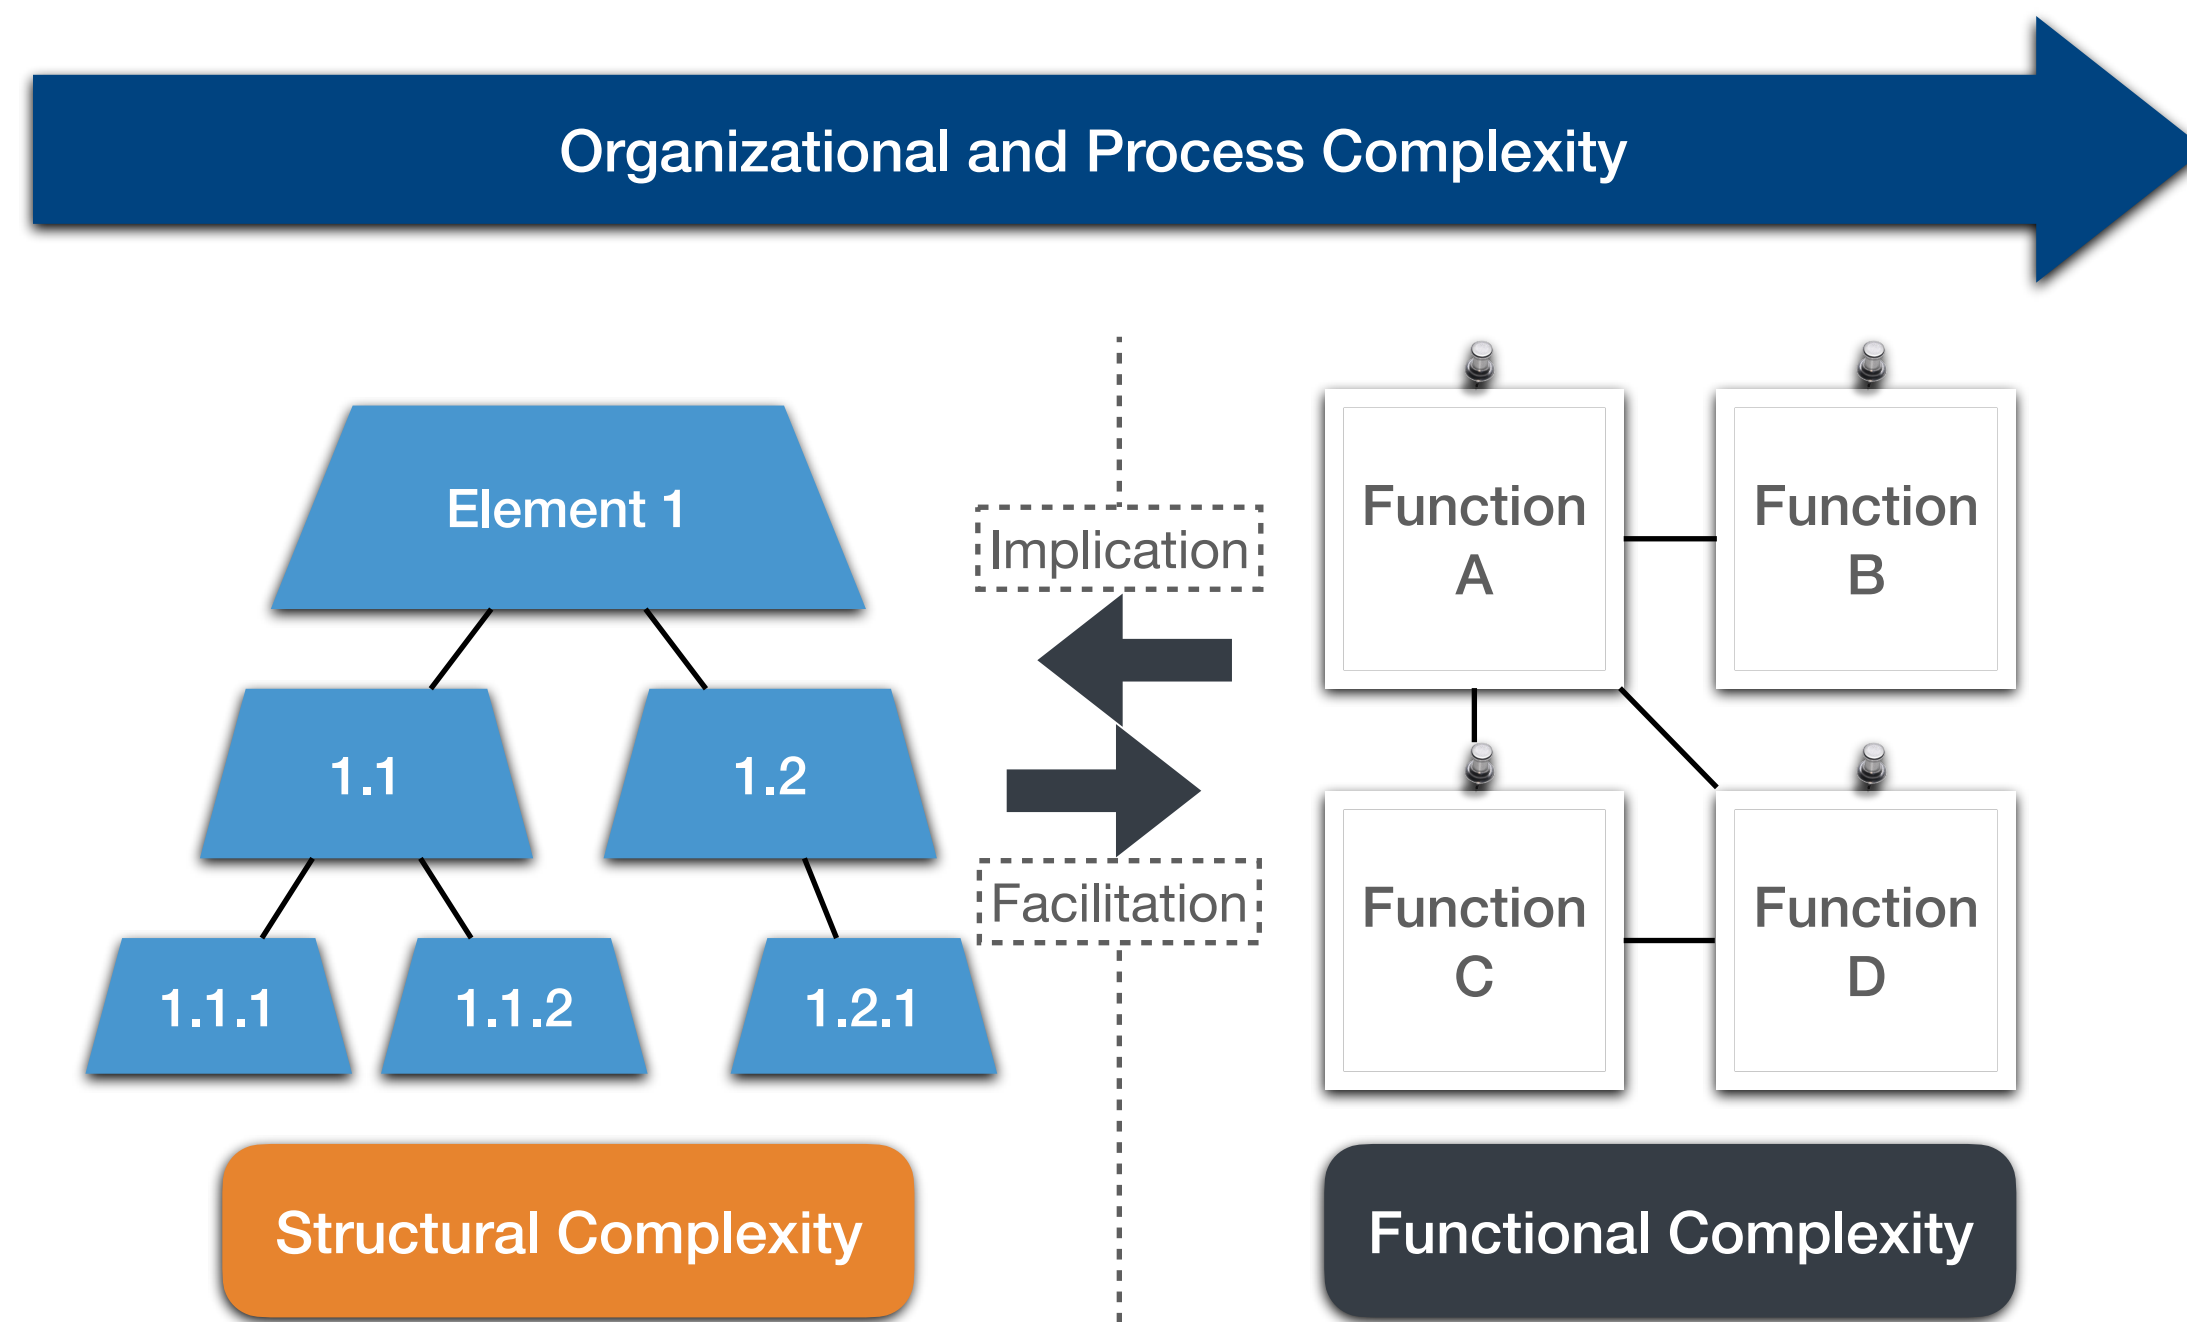 Organizational and Process Complexity
Element 1
1.1
1.2
1.1.1
1.1.2
1.2.1
Structural Complexity
Implication
Facilitation
Function
A
Function
B
Function
C
Function
D
Functional Complexity